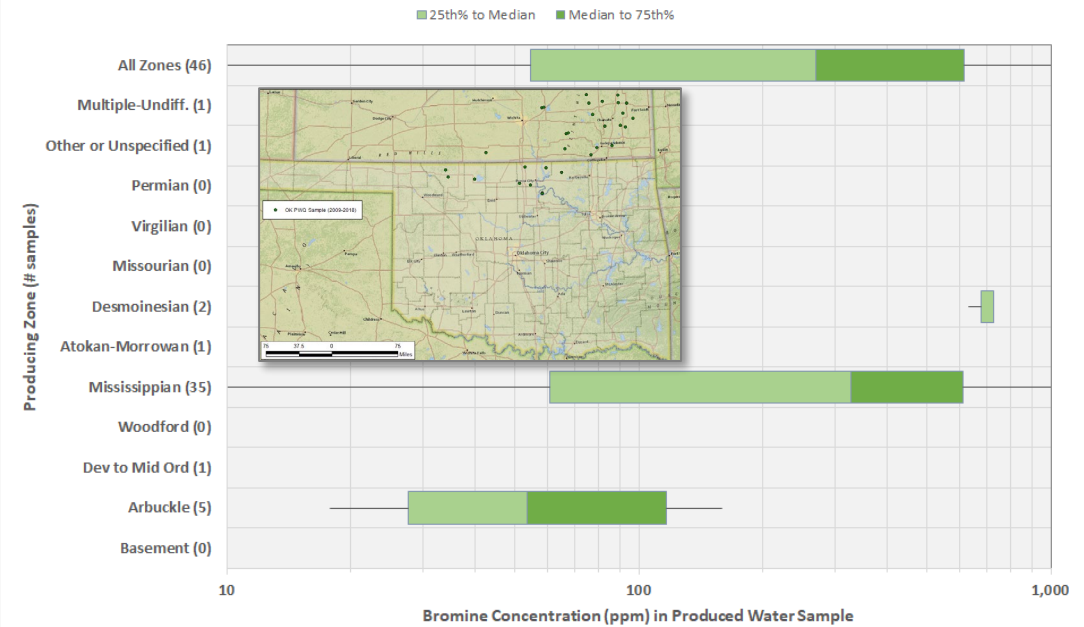 25th% to Median
Median to 75th%
All Zones (46)
Multiple-Undiff. (1)
Other or Unspecified (1)
Permian (0)
Virgilian (0)
Missourian (0)
Desmoinesian (2)
Atokan-Morrowan (1)
Mississippian (35)
Woodford (0)
Dev to Mid Ord (1)
Arbuckle (5)
Basement (0)
Producing Zone (# samples)
OK PWG Sample (2009-2018)
OKLAHOMA
Oklahoma City
75 37.5 0 75
Miles
10
100
1,000
Bromine Concentration (ppm) in Produced Water Sample